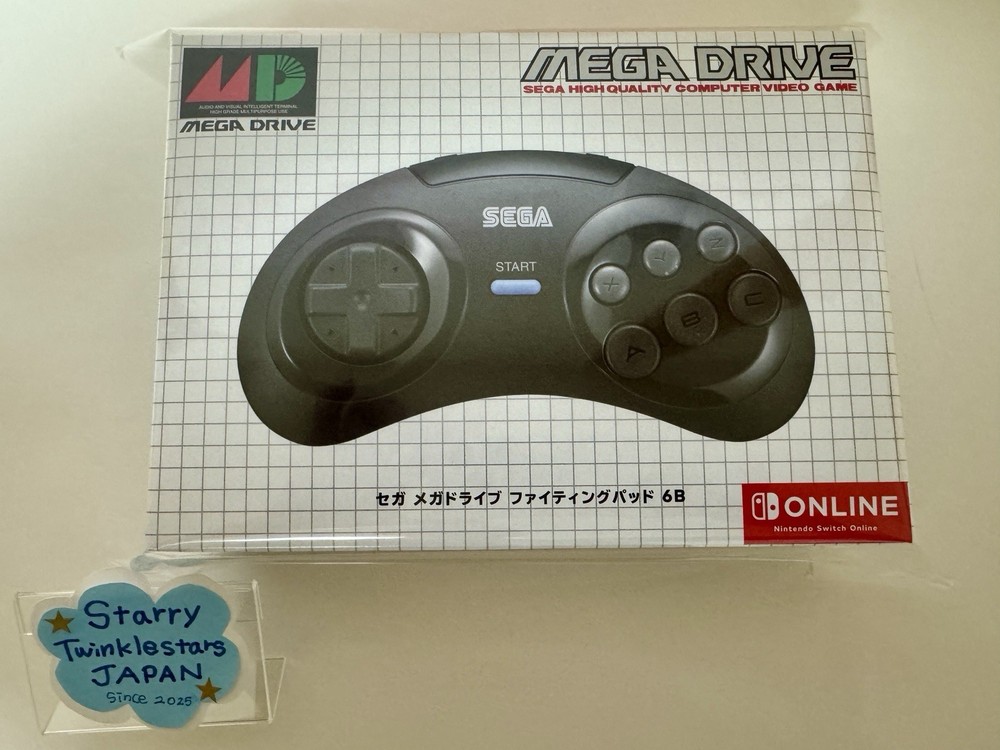 MD
AUDIO AND VISUAL INTELLIGENT TERMINAL
HIGH GRADE MULTIPURPOSE USE
MEGA DRIVE
MEGA DRIVE
SEGA HIGH QUALITY COMPUTER VIDEO GAME
SEGA
START
X
Y
Z
A
B
C
セガ メガドライブ ファイティングパッド 6B
ONLINE
Nintendo Switch Online
Starry
Twinklestars
JAPAN
Since 2025